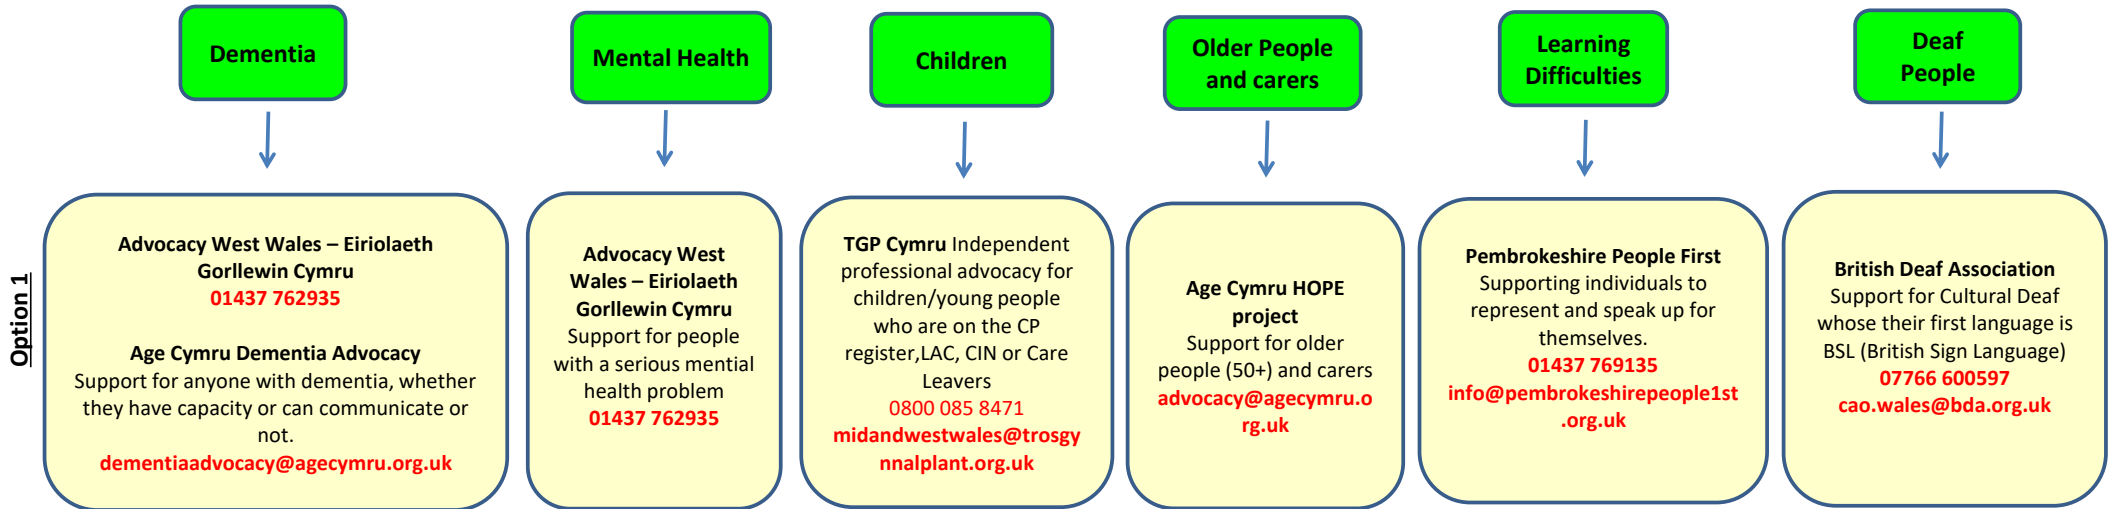 Dementia
Mental Health
Children
Older People
and carers
Learning
Difficulties
Deaf
People
Option 1
Advocacy West Wales – Eiriolaeth
Gorllewin Cymru
01437 762935
Age Cymru Dementia Advocacy
Support for anyone with dementia, whether
they have capacity or can communicate or
not.
dementiaadvocacy@agecymru.org.uk
Advocacy West
Wales – Eiriolaeth
Gorllewin Cymru
Support for people
with a serious mental
health problem
01437 762935
TGP Cymru Independent
professional advocacy for
children/young people
who are on the CP
register,LAC, CIN or Care
Leavers
0800 085 8471
midandwestwales@trosgy
nnalplant.org.uk
Age Cymru HOPE
project
Support for older
people (50+) and carers
advocacy@agecymru.o
rg.uk
Pembrokeshire People First
Supporting individuals to
represent and speak up for
themselves.
01437 769135
info@pembrokeshirepeople1st
.org.uk
British Deaf Association
Support for Cultural Deaf
whose their first language is
BSL (British Sign Language)
07766 600597
cao.wales@bda.org.uk